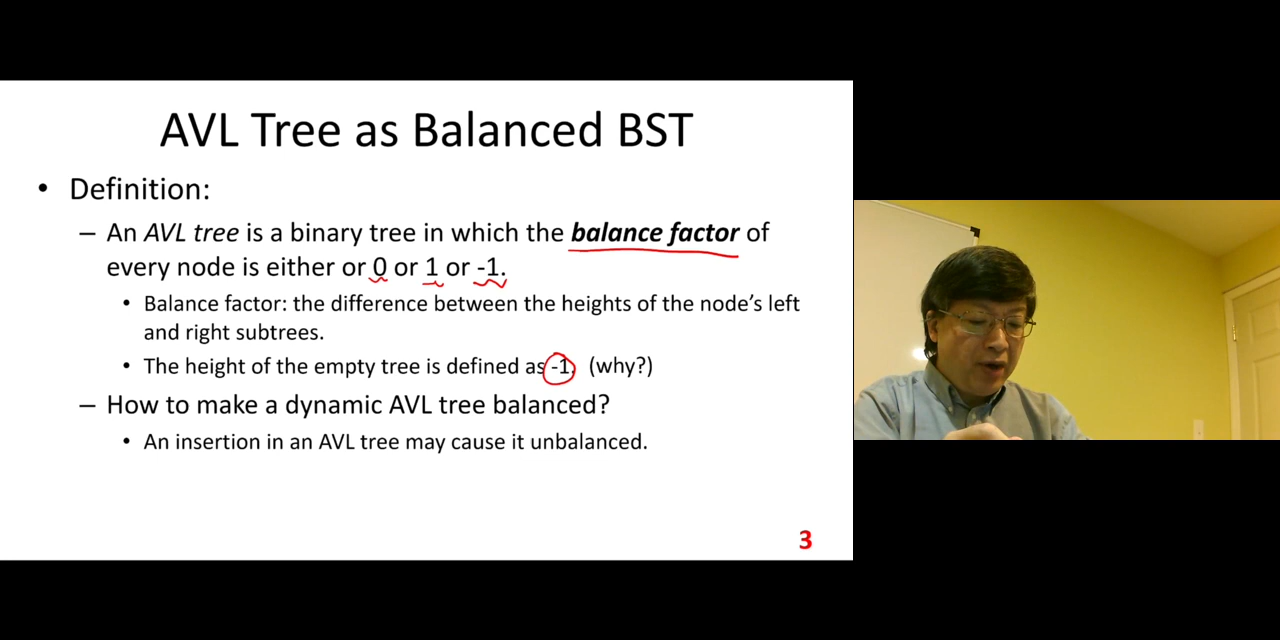 AVL Tree as Balanced BST
• Definition:
– An AVL tree is a binary tree in which the balance factor of
every node is either or 0 or 1 or -1.
• Balance factor: the difference between the heights of the node’s left
and right subtrees.
• The height of the empty tree is defined as -1. (why?)
– How to make a dynamic AVL tree balanced?
• An insertion in an AVL tree may cause it unbalanced.
3